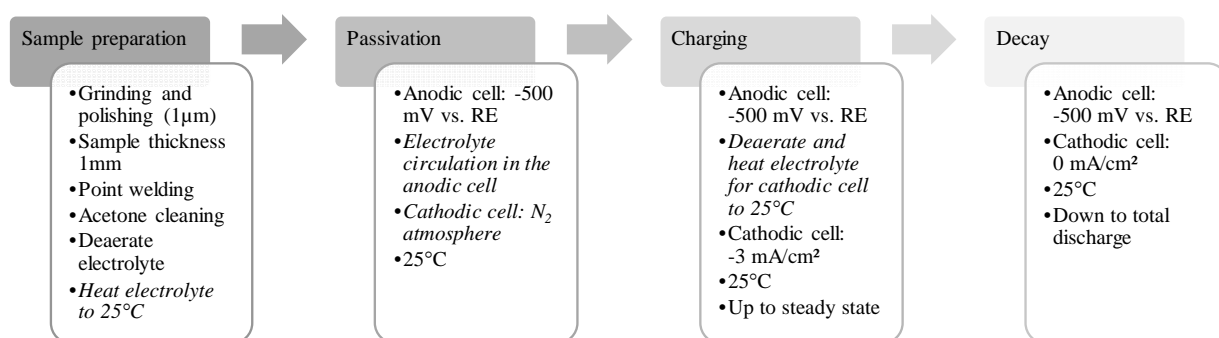 Sample preparation
•Grinding and
polishing (1µm)
•Sample thickness
1mm
•Point welding
•Acetone cleaning
•Deaerate
electrolyte
•Heat electrolyte
to 25°C
Passivation
•Anodic cell: -500
mV vs. RE
•Electrolyte
circulation in the
anodic cell
•Cathodic cell: N₂
atmosphere
•25°C
Charging
•Anodic cell:
-500 mV vs. RE
•Deaerate and
heat electrolyte
for cathodic cell
to 25°C
•Cathodic cell:
-3 mA/cm²
•25°C
•Up to steady state
Decay
•Anodic cell:
-500 mV vs. RE
•Cathodic cell:
0 mA/cm²
•25°C
•Down to total
discharge